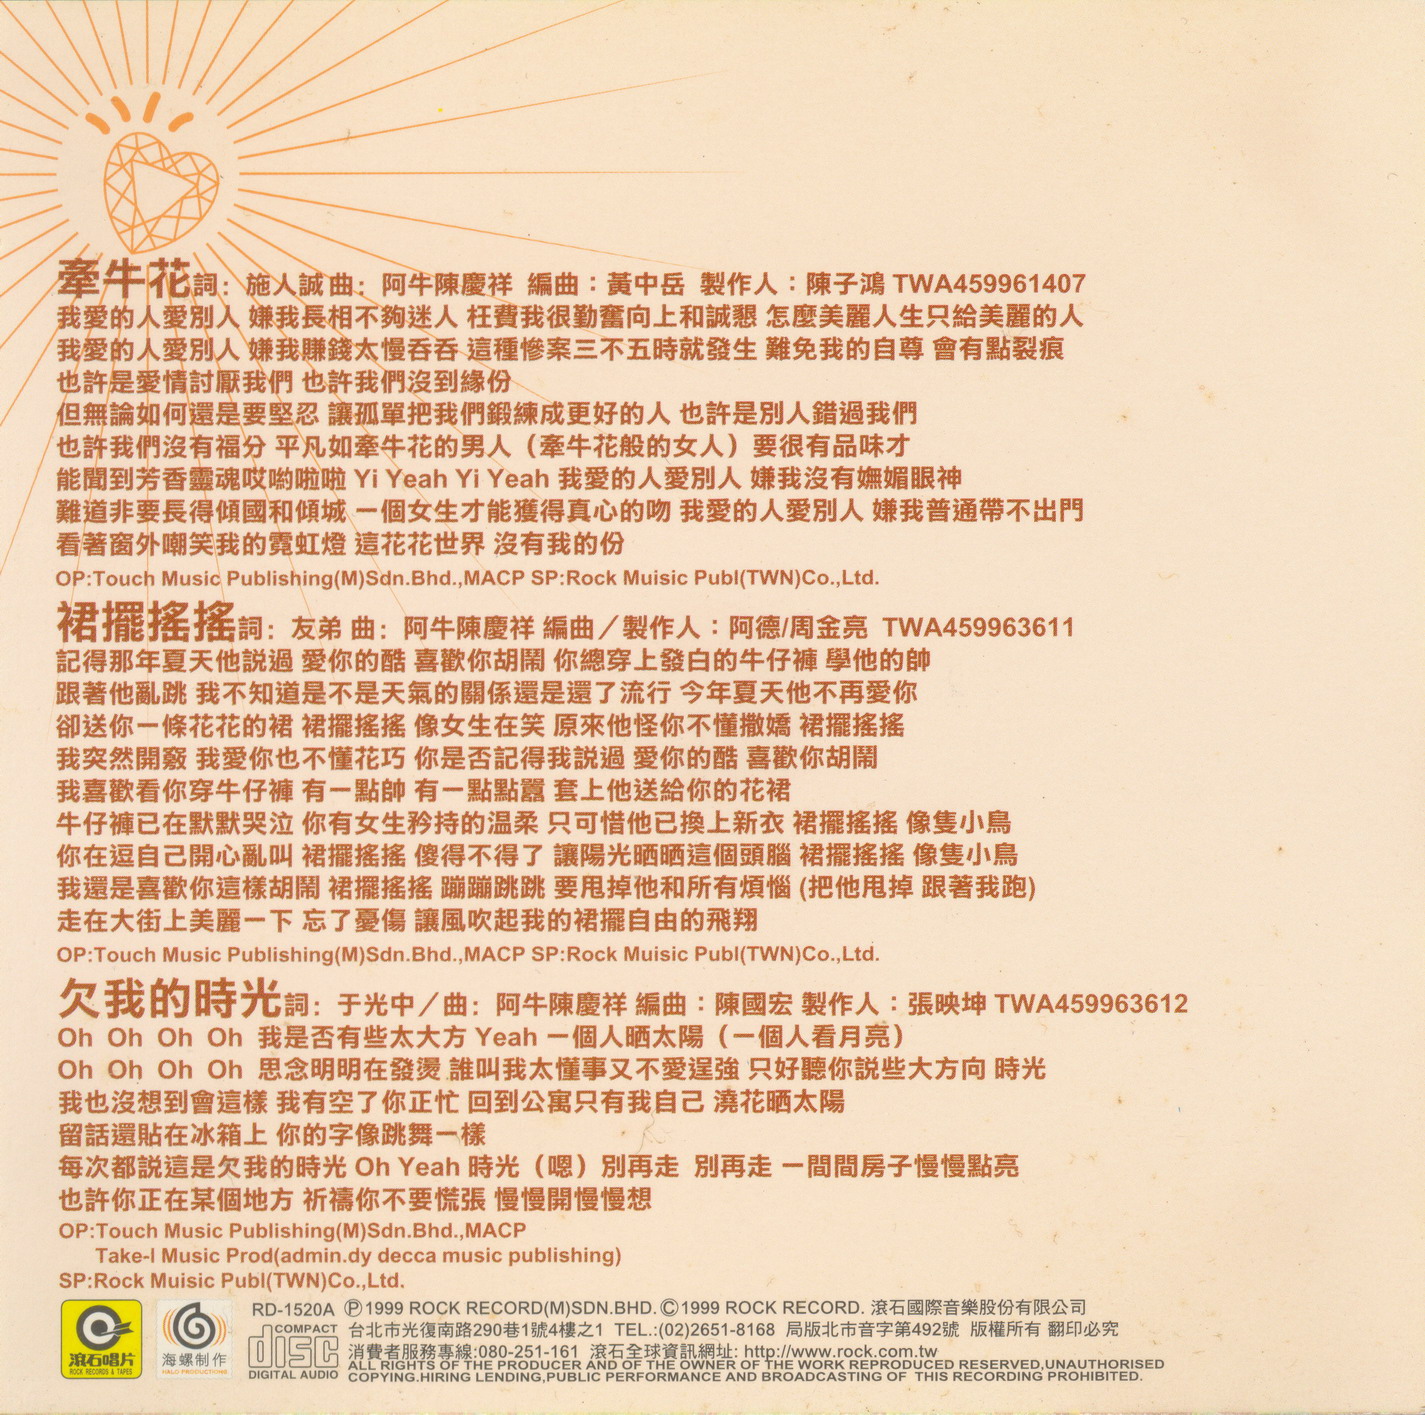 牽牛花詞：施人誠 曲：阿牛陳慶祥 編曲：黃中岳 製作人：陳子鴻 TWA459961407
我愛的人愛別人 嫌我長相不夠迷人 枉費我很勤奮向上和誠懇 怎麼美麗人生只給美麗的人
我愛的人愛別人 嫌我賺錢太慢吞吞 這種慘案三不五時就發生 難免我的自尊 會有點裂痕
也許是愛情討厭我們 也許我們沒到緣份
但無論如何還是要堅忍 讓孤單把我們鍛練成更好的人 也許是別人錯過我們
也許我們沒有福分 平凡如牽牛花的男人（牽牛花般的女人）要很有品味才
能聞到芳香靈魂哎喲啦啦 Yi Yeah Yi Yeah 我愛的人愛別人 嫌我沒有嫵媚眼神
難道非要長得傾國和傾城 一個女生才能獲得真心的吻 我愛的人愛別人 嫌我普通帶不出門
看著窗外嘲笑我的霓虹燈 這花花世界 沒有我的份
OP:Touch Music Publishing(M)Sdn.Bhd.,MACP SP:Rock Muisic Publ(TWN)Co.,Ltd.
裙擺搖搖詞：友弟 曲：阿牛陳慶祥 編曲／製作人：阿德/周金亮 TWA459963611
記得那年夏天他說過 愛你的酷 喜歡你胡鬧 你總穿上發白的牛仔褲 學他的帥
跟著他亂跳 我不知道是不是天氣的關係還是還了流行 今年夏天他不再愛你
卻送你一條花花的裙 裙擺搖搖 像女生在笑 原來他怪你不懂撒嬌 裙擺搖搖
我突然開竅 我愛你也不懂花巧 你是否記得我說過 愛你的酷 喜歡你胡鬧
我喜歡看你穿牛仔褲 有一點帥 有一點點囂 套上他送給你的花裙
牛仔褲已在默默哭泣 你有女生矜持的溫柔 只可惜他已換上新衣 裙擺搖搖 像隻小鳥
你在逗自己開心亂叫 裙擺搖搖 傻得不得了 讓陽光晒晒這個頭腦 裙擺搖搖 像隻小鳥
我還是喜歡你這樣胡鬧 裙擺搖搖 蹦蹦跳跳 要甩掉他和所有煩惱 (把他甩掉 跟著我跑)
走在大街上美麗一下 忘了憂傷 讓風吹起我的裙擺自由的飛翔
OP:Touch Music Publishing(M)Sdn.Bhd.,MACP SP:Rock Muisic Publ(TWN)Co.,Ltd.
欠我的時光詞：于光中／曲：阿牛陳慶祥 編曲：陳國宏 製作人：張映坤 TWA459963612
Oh Oh Oh Oh 我是否有些太大方 Yeah 一個人晒太陽（一個人看月亮）
Oh Oh Oh Oh 思念明明在發燙 誰叫我太懂事又不愛逞強 只好聽你説些大方向 時光
我也沒想到會這樣 我有空了你正忙 回到公寓只有我自己 澆花晒太陽
留話還貼在冰箱上 你的字像跳舞一樣
每次都説這是欠我的時光 Oh Yeah 時光（嗯）別再走 別再走 一間間房子慢慢點亮
也許你正在某個地方 祈禱你不要慌張 慢慢開慢慢想
OP:Touch Music Publishing(M)Sdn.Bhd.,MACP
Take-I Music Prod(admin.dy decca music publishing)
SP:Rock Muisic Publ(TWN)Co.,Ltd.
滾石唱片
ROCK RECORDS & TAPES
海螺制作
HALO PRODUCTIONS
COMPACT
disc
DIGITAL AUDIO
RD-1520A Ⓟ1999 ROCK RECORD(M)SDN.BHD. ©1999 ROCK RECORD. 滾石國際音樂股份有限公司
台北市光復南路290巷1號4樓之1 TEL.:(02)2651-8168 局版北市音字第492號 版權所有 翻印必究
消費者服務專線:080-251-161 滾石全球資訊網址: http://www.rock.com.tw
ALL RIGHTS OF THE PRODUCER AND OF THE OWNER OF THE WORK REPRODUCED RESERVED,UNAUTHORISED
COPYING.HIRING LENDING,PUBLIC PERFORMANCE AND BROADCASTING OF THIS RECORDING PROHIBITED.